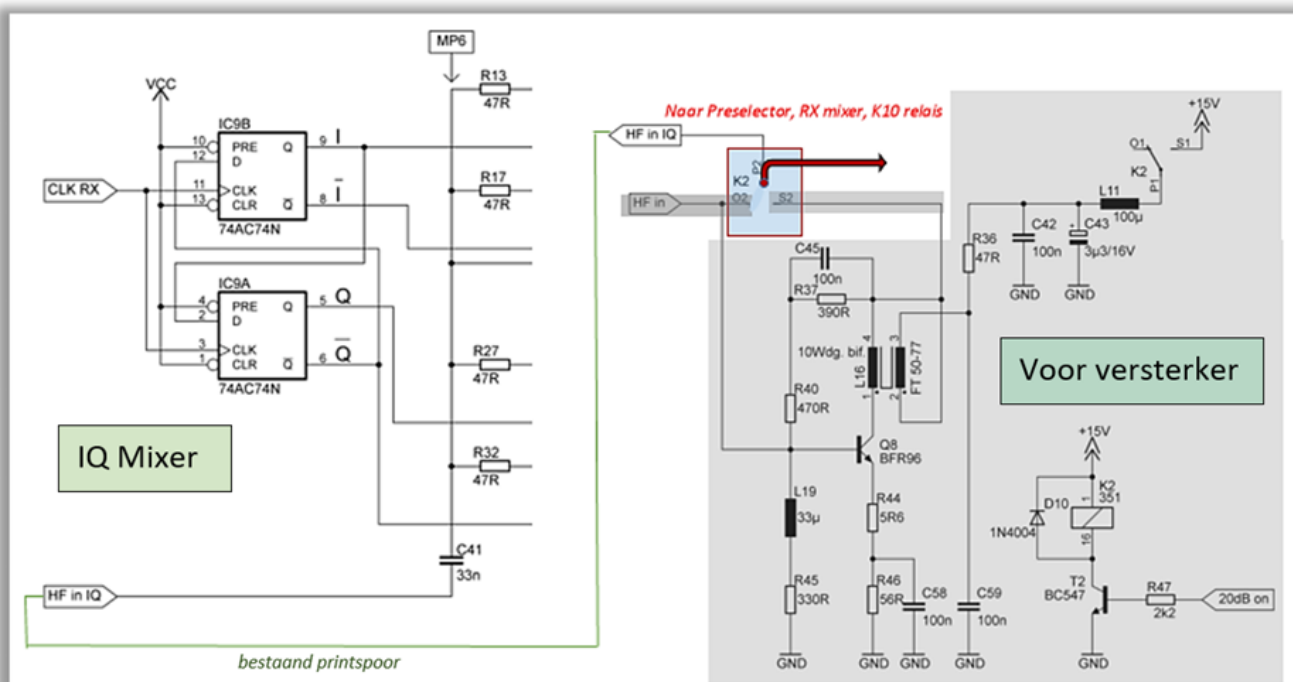 MP6
R13
47R
VCC
IC9B
10 PRE Q 9 I
12 D
11 CLK
13 CLR Q 8 I
74AC74N
CLK RX
R17
47R
IC9A
4 PRE Q 5 Q
2 D
3 CLK
1 CLR Q 6 Q
74AC74N
R27
47R
IQ Mixer
R32
47R
C41
33n
HF in IQ
bestaand printspoor
Naar Preselector, RX mixer, K10 relais
HF in IQ
P2
K2
HF in
O2
S2
+15V
O1
S1
K2
P1
L11
100µ
R36
47R
C42
100n
+
C43
3µ3/16V
GND
GND
C45
100n
R37
390R
10Wdg. bif.
4
3
L16
FT 50-77
1
2
Voor versterker
R40
470R
Q8
BFR96
L19
33µ
R44
5R6
R45
330R
R46
56R
C58
100n
C59
100n
GND
GND
GND
GND
+15V
K2
351
1
16
D10
1N4004
T2
BC547
R47
2k2
20dB on
GND